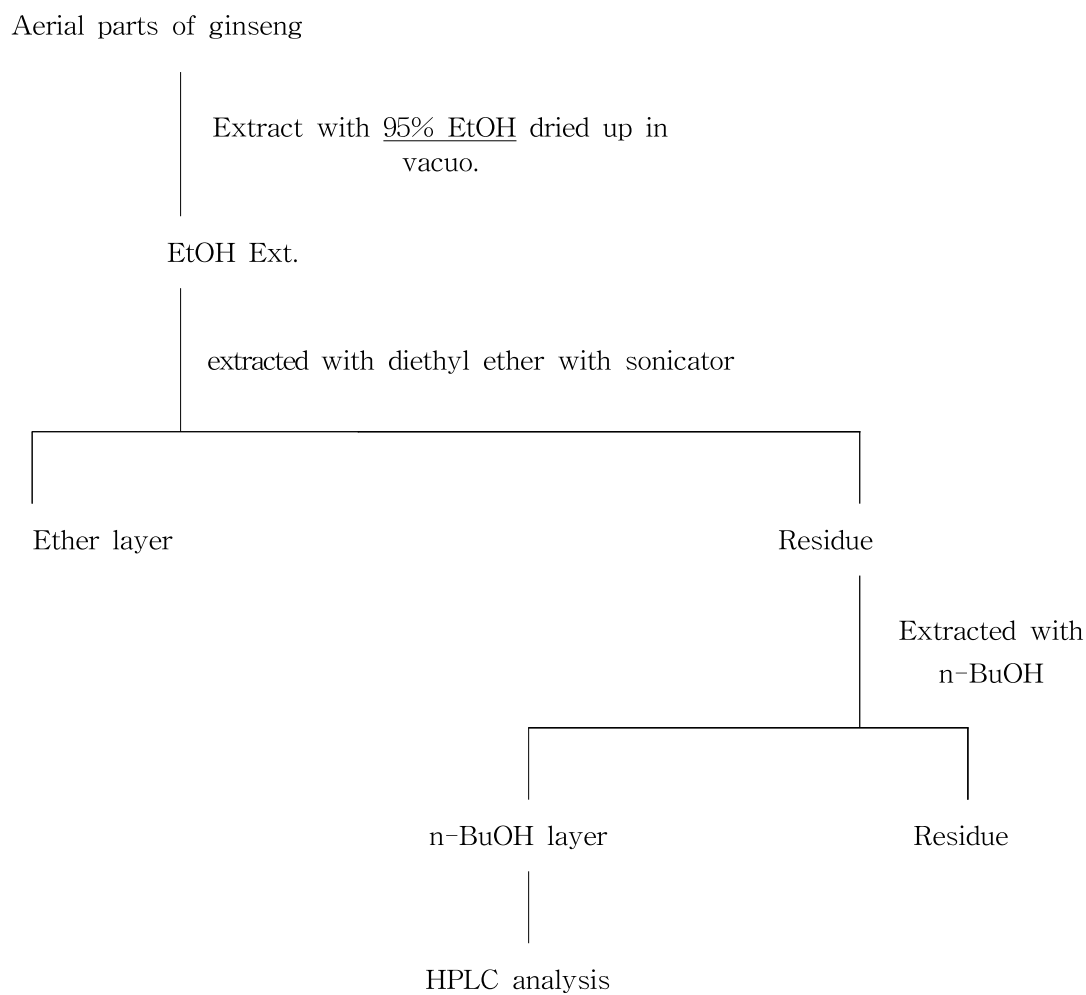 Aerial parts of ginseng
Extract with 95% EtOH dried up in
vacuo.
EtOH Ext.
extracted with diethyl ether with sonicator
Ether layer
Residue
Extracted with
n-BuOH
n-BuOH layer
Residue
HPLC analysis